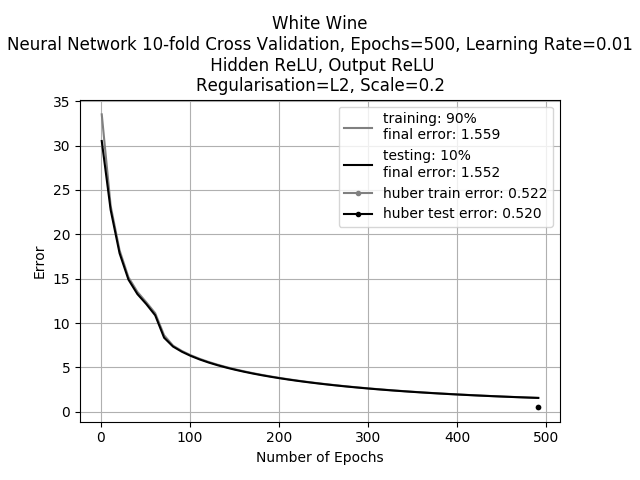 White Wine
Neural Network 10-fold Cross Validation, Epochs=500, Learning Rate=0.01
Hidden ReLU, Output ReLU
Regularisation=L2, Scale=0.2
training: 90%
final error: 1.559
testing: 10%
final error: 1.552
huber train error: 0.522
huber test error: 0.520
Error
35
30
25
20
15
10
5
0
0 100 200 300 400 500
Number of Epochs